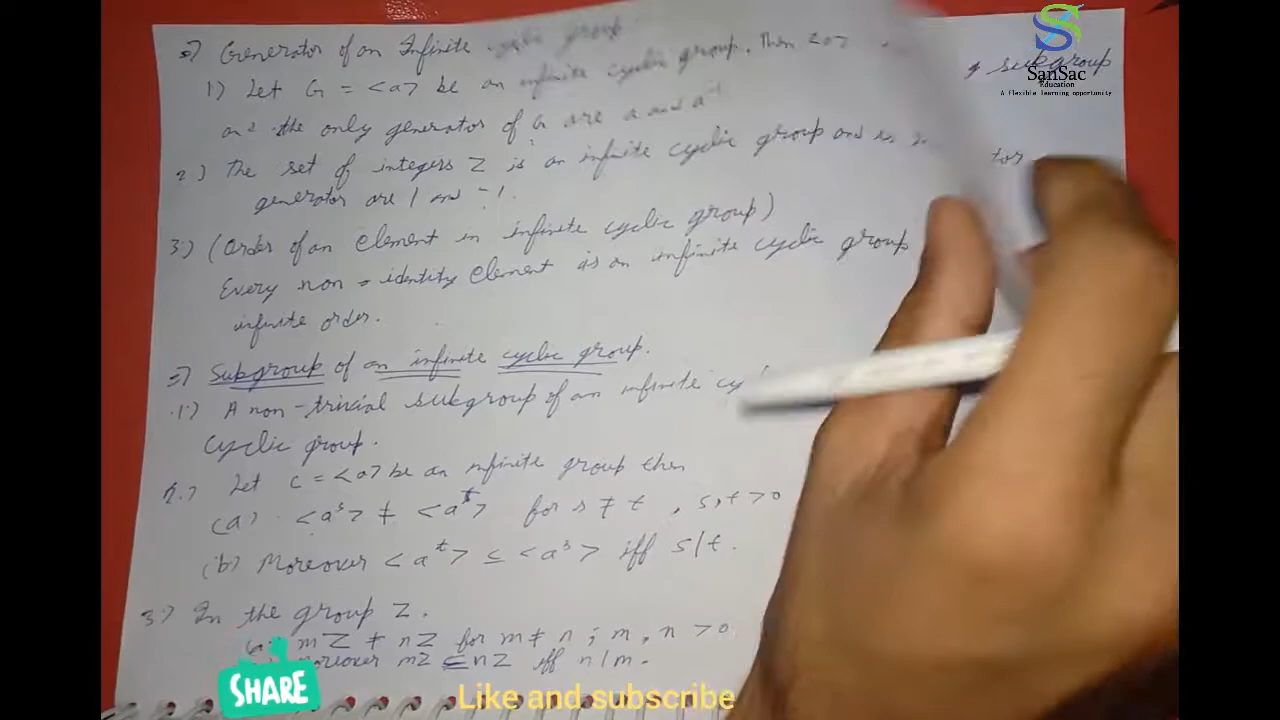 => Generator of an Infinite cyclic group
1) Let G = <a> be an infinite cyclic group, then <a>
and the only generator of G are a and a⁻¹
2.) The set of integers Z is an infinite cyclic group and
generator are 1 and -1.
3.) (Order of an element in infinite cyclic group)
Every non-identity element is an infinite cyclic group
infinite order.
=> Subgroup of an infinite cyclic group.
1.) A non-trivial subgroup of an infinite
cyclic group.
2.) Let C = <a> be an infinite group then
(a) <aˢ> ≠ <aᵗ> for s ≠ t, s,t >0
(b) Moreover <aᵗ> ≤ <aˢ> iff s/t.
3.) In the group Z.
mZ ≠ nZ for m ≠ n ; m, n >0
moreover mZ ⊆ nZ iff n/m.
subgroup
SanSac
Education
A flexible learning opportunity
SHARE
Like and subscribe